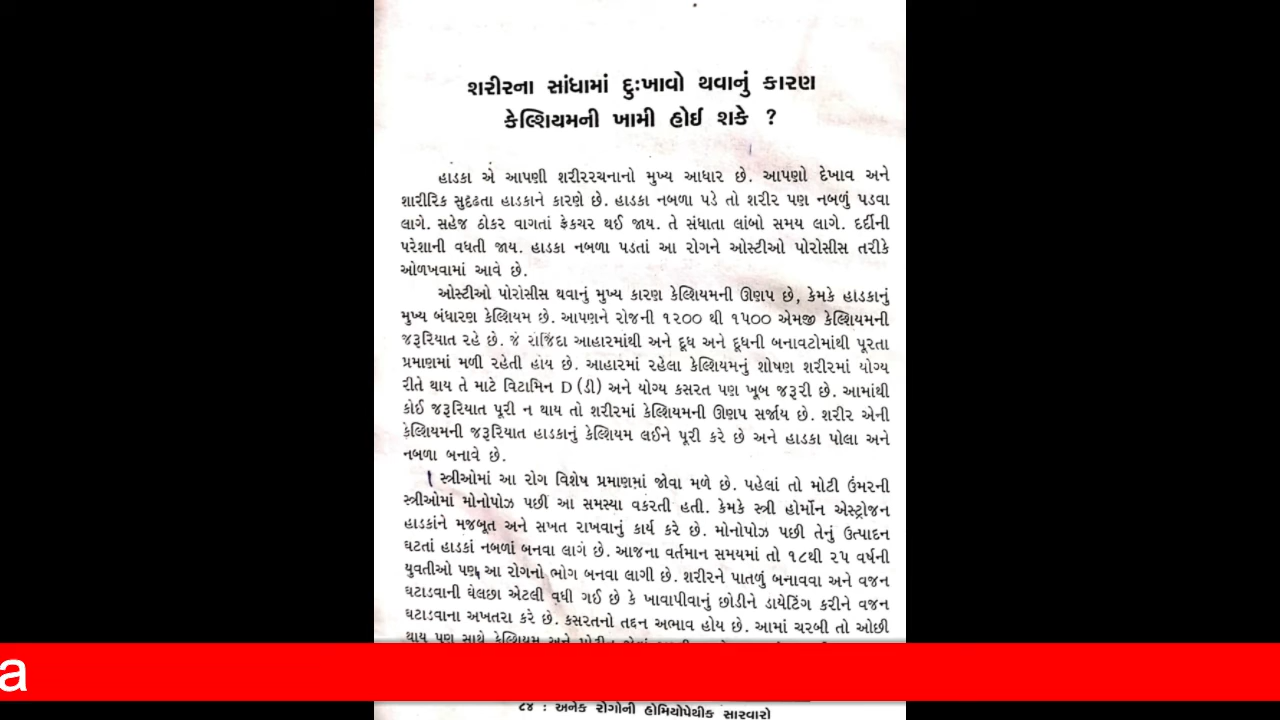 શરીરના સાંધામાં દુઃખાવો થવાનું કારણ
કેલ્શિયમની ખામી હોઈ શકે ?
હાડકા એ આપણી શરીરરચનાનો મુખ્ય આધાર છે. આપણો દેખાવ અને
શારીરિક સુદૃઢતા હાડકાને કારણે છે. હાડકા નબળા પડે તો શરીર પણ નબળું પડવા
લાગે. સહેજ ઠોકર વાગતાં ફ્રેકચર થઈ જાય. તે સંધાતા લાંબો સમય લાગે. દર્દીની
પરેશાની વધતી જાય. હાડકા નબળા પડતાં આ રોગને ઓસ્ટીઓ પોરોસીસ તરીકે
ઓળખવામાં આવે છે.
ઓસ્ટીઓ પોરોસીસ થવાનું મુખ્ય કારણ કેલ્શિયમની ઊણપ છે, કેમકે હાડકાનું
મુખ્ય બંધારણ કેલ્શિયમ છે. આપણને રોજની ૧૨૦૦ થી ૧૫૦૦ એમજી કેલ્શિયમની
જરૂરિયાત રહે છે. જે રોજિંદા આહારમાંથી અને દૂધ અને દૂધની બનાવટોમાંથી પૂરતા
પ્રમાણમાં મળી રહેતી હોય છે. આહારમાં રહેલા કેલ્શિયમનું શોષણ શરીરમાં યોગ્ય
રીતે થાય તે માટે વિટામિન D (ડી) અને યોગ્ય કસરત પણ ખૂબ જરૂરી છે. આમાંથી
કોઈ જરૂરિયાત પૂરી ન થાય તો શરીરમાં કેલ્શિયમની ઊણપ સર્જાય છે. શરીર એની
કેલ્શિયમની જરૂરિયાત હાડકાનું કેલ્શિયમ લઈને પૂરી કરે છે અને હાડકા પોલા અને
નબળા બનાવે છે.
સ્ત્રીઓમાં આ રોગ વિશેષ પ્રમાણમાં જોવા મળે છે. પહેલાં તો મોટી ઉંમરની
સ્ત્રીઓમાં મોનોપોઝ પછી આ સમસ્યા વકરતી હતી. કેમકે સ્ત્રી હોર્મોન એસ્ટ્રોજન
હાડકાંને મજબૂત અને સખત રાખવાનું કાર્ય કરે છે. મોનોપોઝ પછી તેનું ઉત્પાદન
ઘટતાં હાડકાં નબળાં બનવા લાગે છે. આજના વર્તમાન સમયમાં તો ૧૮થી ૨૫ વર્ષની
યુવતીઓ પણ આ રોગનો ભોગ બનવા લાગી છે. શરીરને પાતળું બનાવવા અને વજન
ઘટાડવાની ઘેલછા એટલી વધી ગઈ છે કે ખાવાપીવાનું છોડીને ડાયેટિંગ કરીને વજન
ઘટાડવાના અખતરા કરે છે. કસરતનો તદ્દન અભાવ હોય છે. આમાં ચરબી તો ઓછી
થાય પણ સાથે કેલ્શિયમ અને
a
૮૪ : અનેક રોગોની હોમિયોપેથીક સારવારો